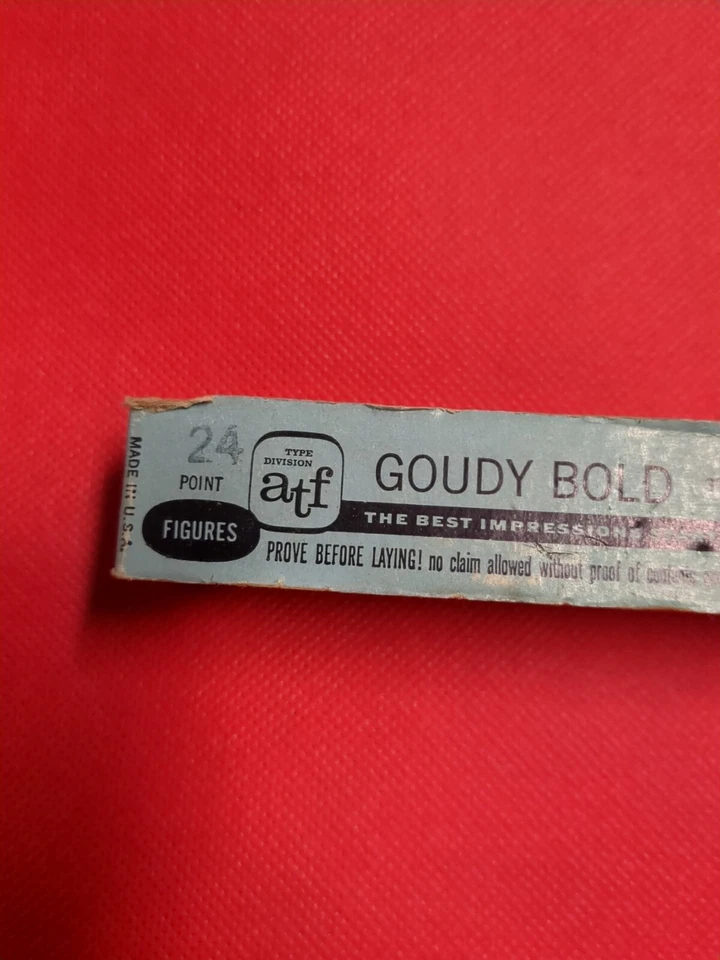 MADE IN U.S.A.
24
POINT
FIGURES
TYPE
DIVISION
atf
GOUDY BOLD
THE BEST IMPRESSION
PROVE BEFORE LAYING! no claim allowed without proof of contents